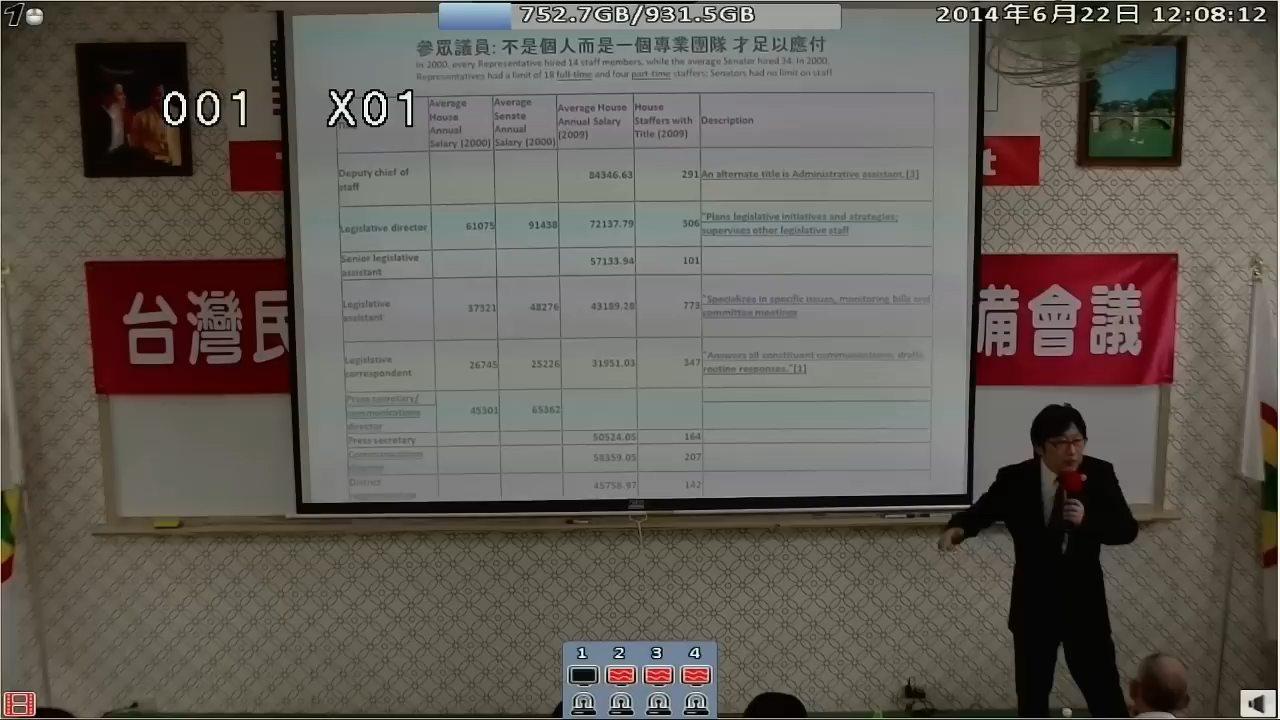 752.7GB/931.5GB
2014年6月22日 12:08:12
001 X01
參眾議員: 不是個人而是一個專業團隊 才足以應付
In 2000, every Representative hired 14 staff members, while the average Senator hired 34. In 2000,
Representatives had a limit of 18 full-time and four part-time staffers; Senators had no limit on staff
Average House Annual Salary (2000)
Average Senate Annual Salary (2000)
Average House Annual Salary (2009)
House Staffers with Title (2009)
Description
Deputy chief of staff 84346.63 291 An alternate title is Administrative assistant.[3]
Legislative director 61075 91438 72137.79 506 "Plans legislative initiatives and strategies; supervises other legislative staff
Senior legislative assistant 57133.94 101
Legislative assistant 37321 48276 43189.28 773 "Specializes in specific issues, monitoring bills and committee meetings
Legislative correspondent 26745 25226 31951.03 347 "Answers all constituent communications, drafts routine responses."[1]
Press secretary/ communications director 45301 65362
Press secretary 50524.05 164
Communications director 58359.05 207
District 45758.97 142
t
台灣民
備會議
1 2 3 4